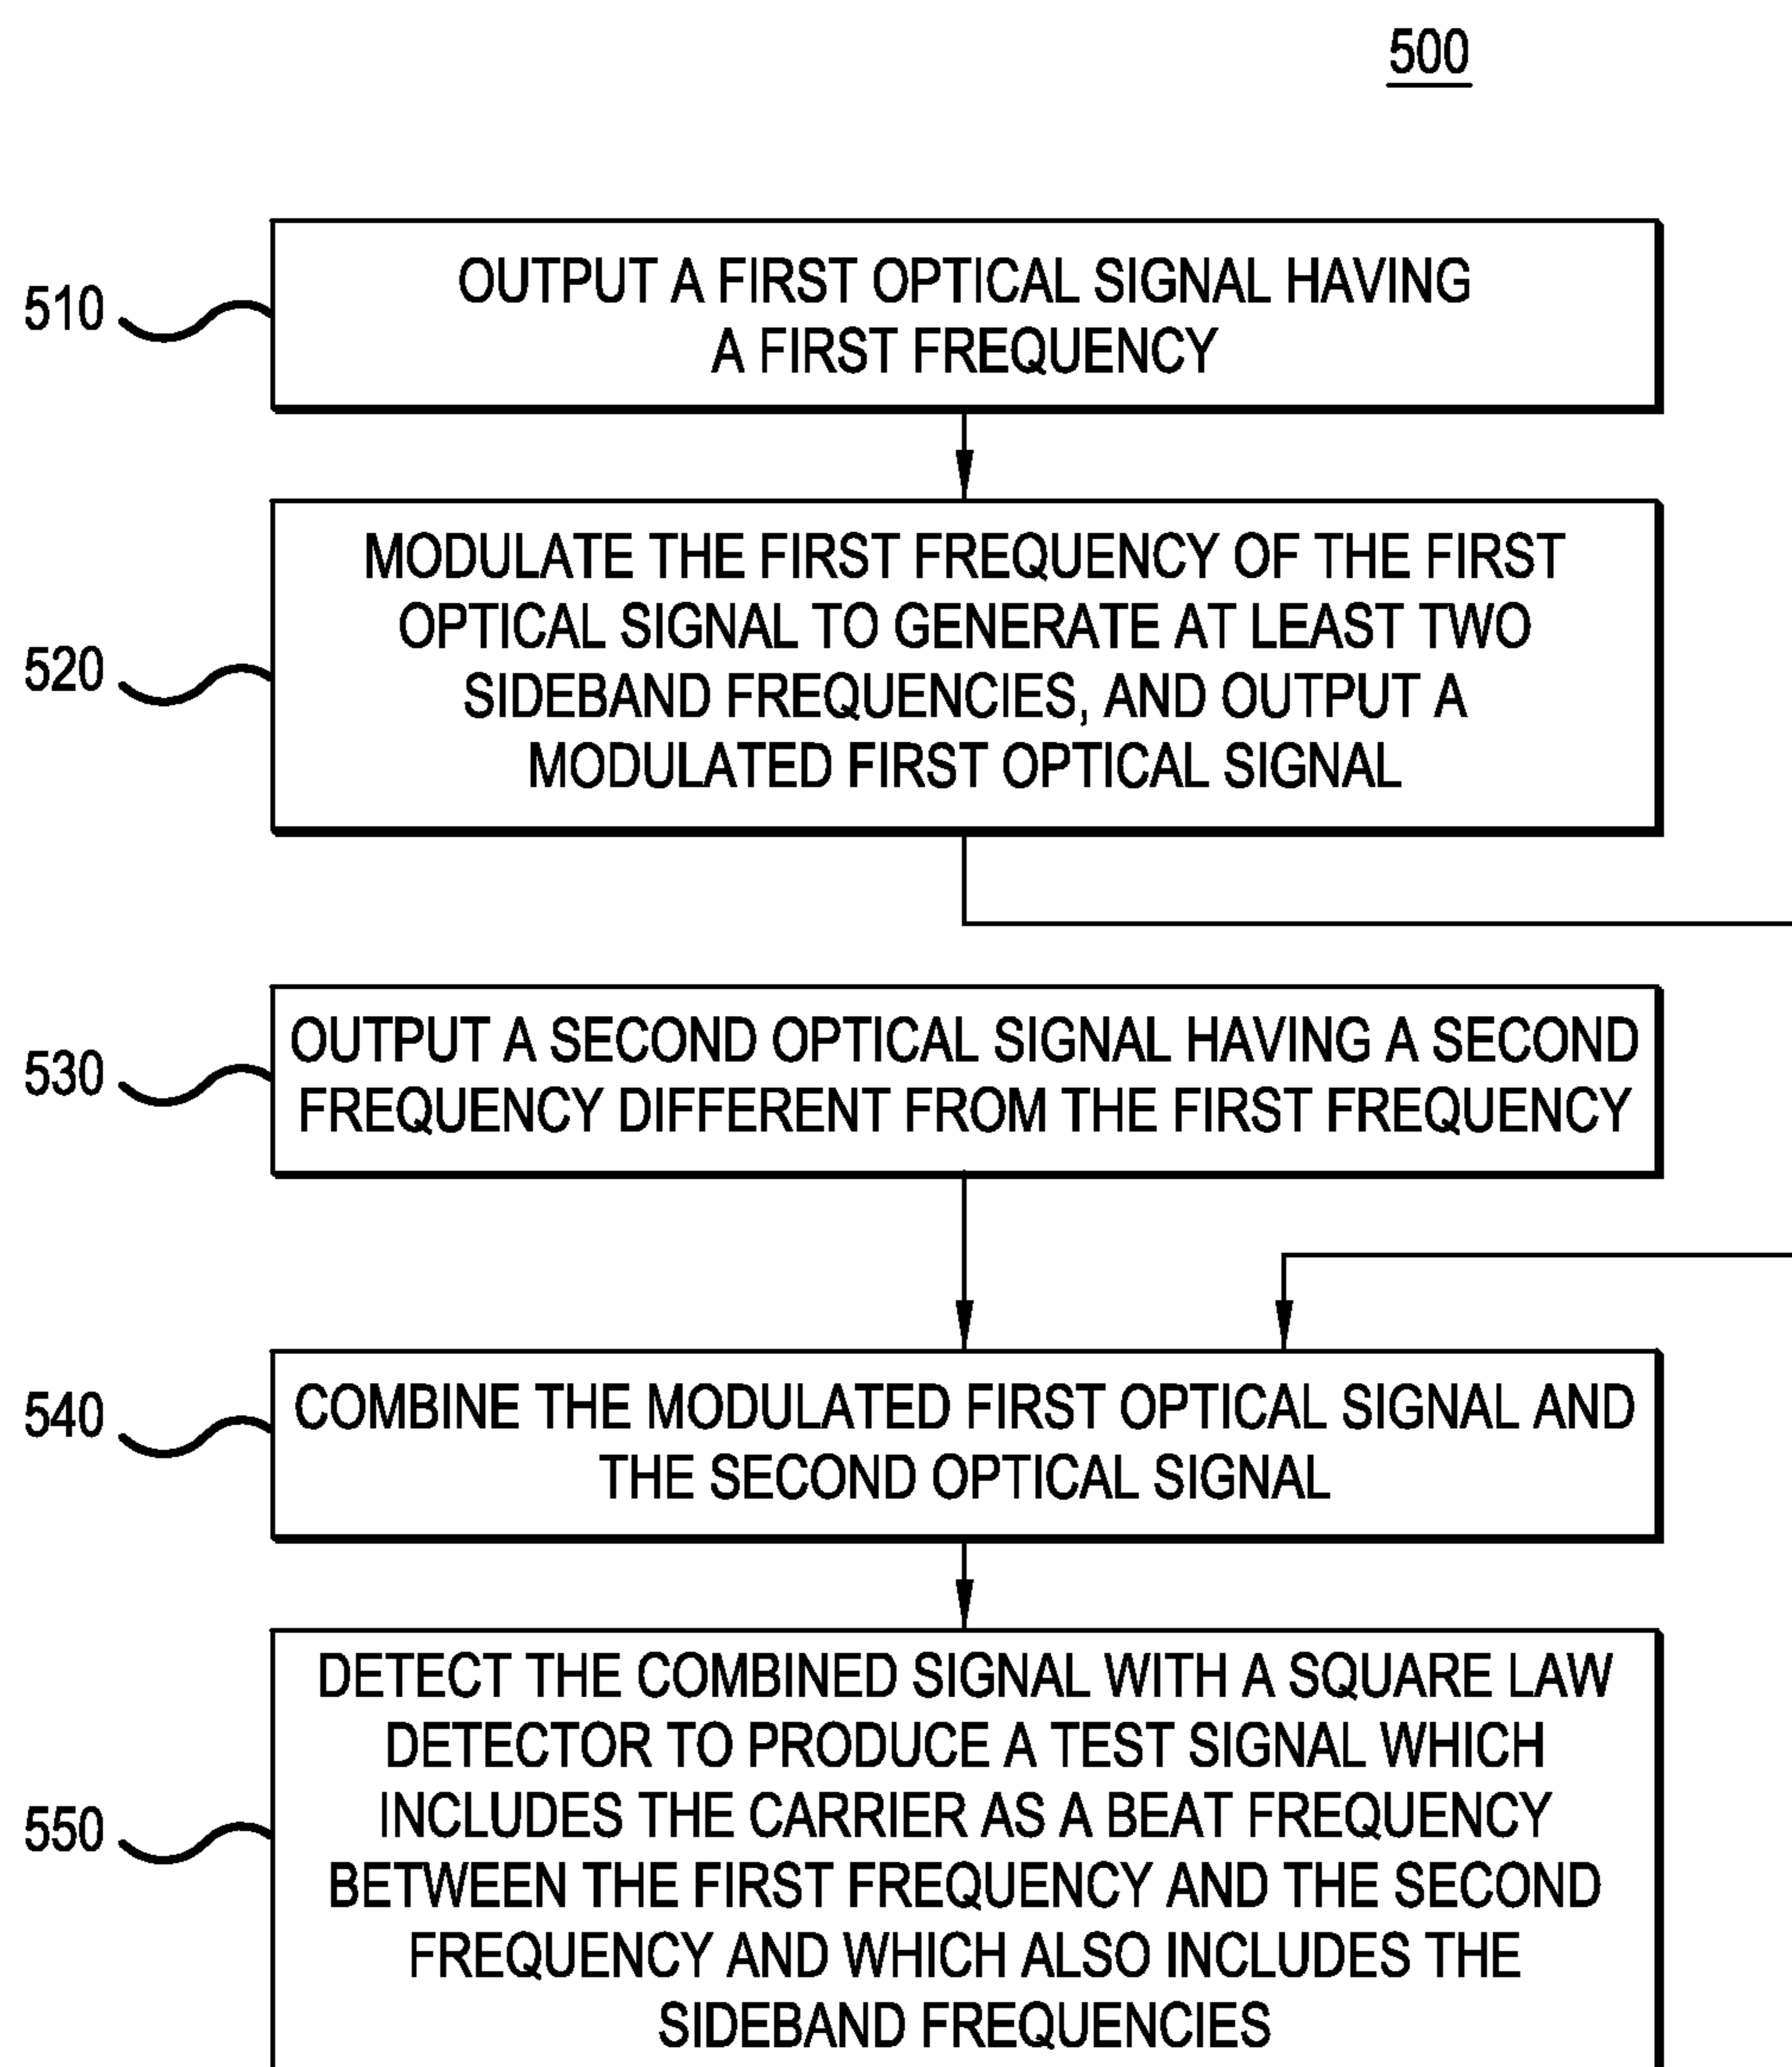 500
510
OUTPUT A FIRST OPTICAL SIGNAL HAVING
A FIRST FREQUENCY
520
MODULATE THE FIRST FREQUENCY OF THE FIRST
OPTICAL SIGNAL TO GENERATE AT LEAST TWO
SIDEBAND FREQUENCIES, AND OUTPUT A
MODULATED FIRST OPTICAL SIGNAL
530
OUTPUT A SECOND OPTICAL SIGNAL HAVING A SECOND
FREQUENCY DIFFERENT FROM THE FIRST FREQUENCY
540
COMBINE THE MODULATED FIRST OPTICAL SIGNAL AND
THE SECOND OPTICAL SIGNAL
550
DETECT THE COMBINED SIGNAL WITH A SQUARE LAW
DETECTOR TO PRODUCE A TEST SIGNAL WHICH
INCLUDES THE CARRIER AS A BEAT FREQUENCY
BETWEEN THE FIRST FREQUENCY AND THE SECOND
FREQUENCY AND WHICH ALSO INCLUDES THE
SIDEBAND FREQUENCIES